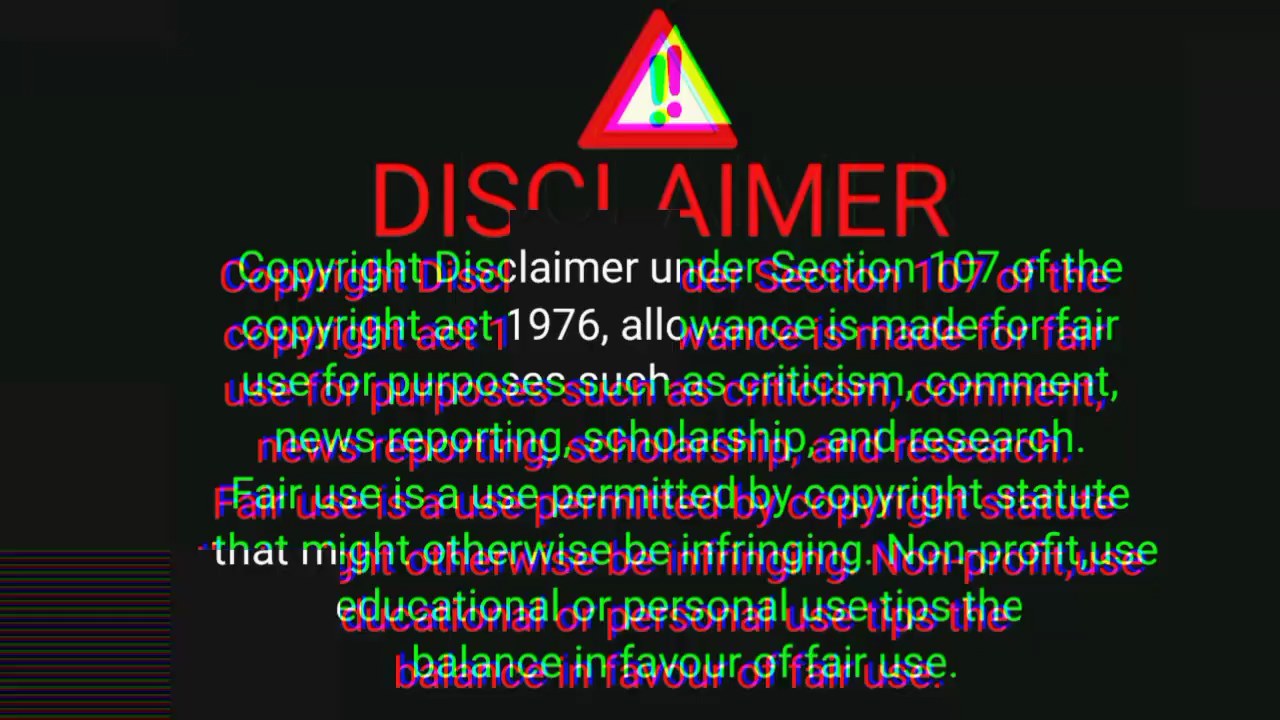 !!
DISCLAIMER
Copyright Disclaimer under Section 107 of the
copyright act 1976, allowance is made for fair
use for purposes such as criticism, comment,
news reporting, scholarship, and research.
Fair use is a use permitted by copyright statute
that might otherwise be infringing. Non-profit,use
educational or personal use tips the
balance in favour of fair use.